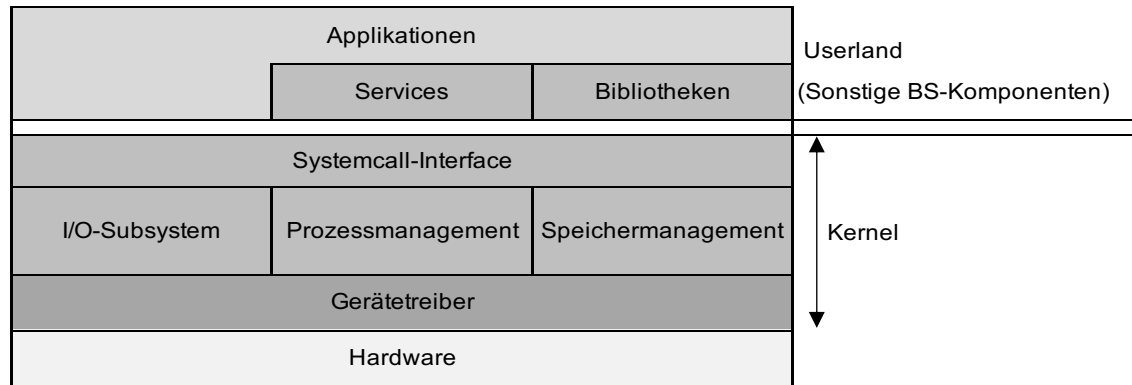 Applikationen
Userland
Services
Bibliotheken
(Sonstige BS-Komponenten)
Systemcall-Interface
I/O-Subsystem
Prozessmanagement
Speichermanagement
Kernel
Gerätetreiber
Hardware